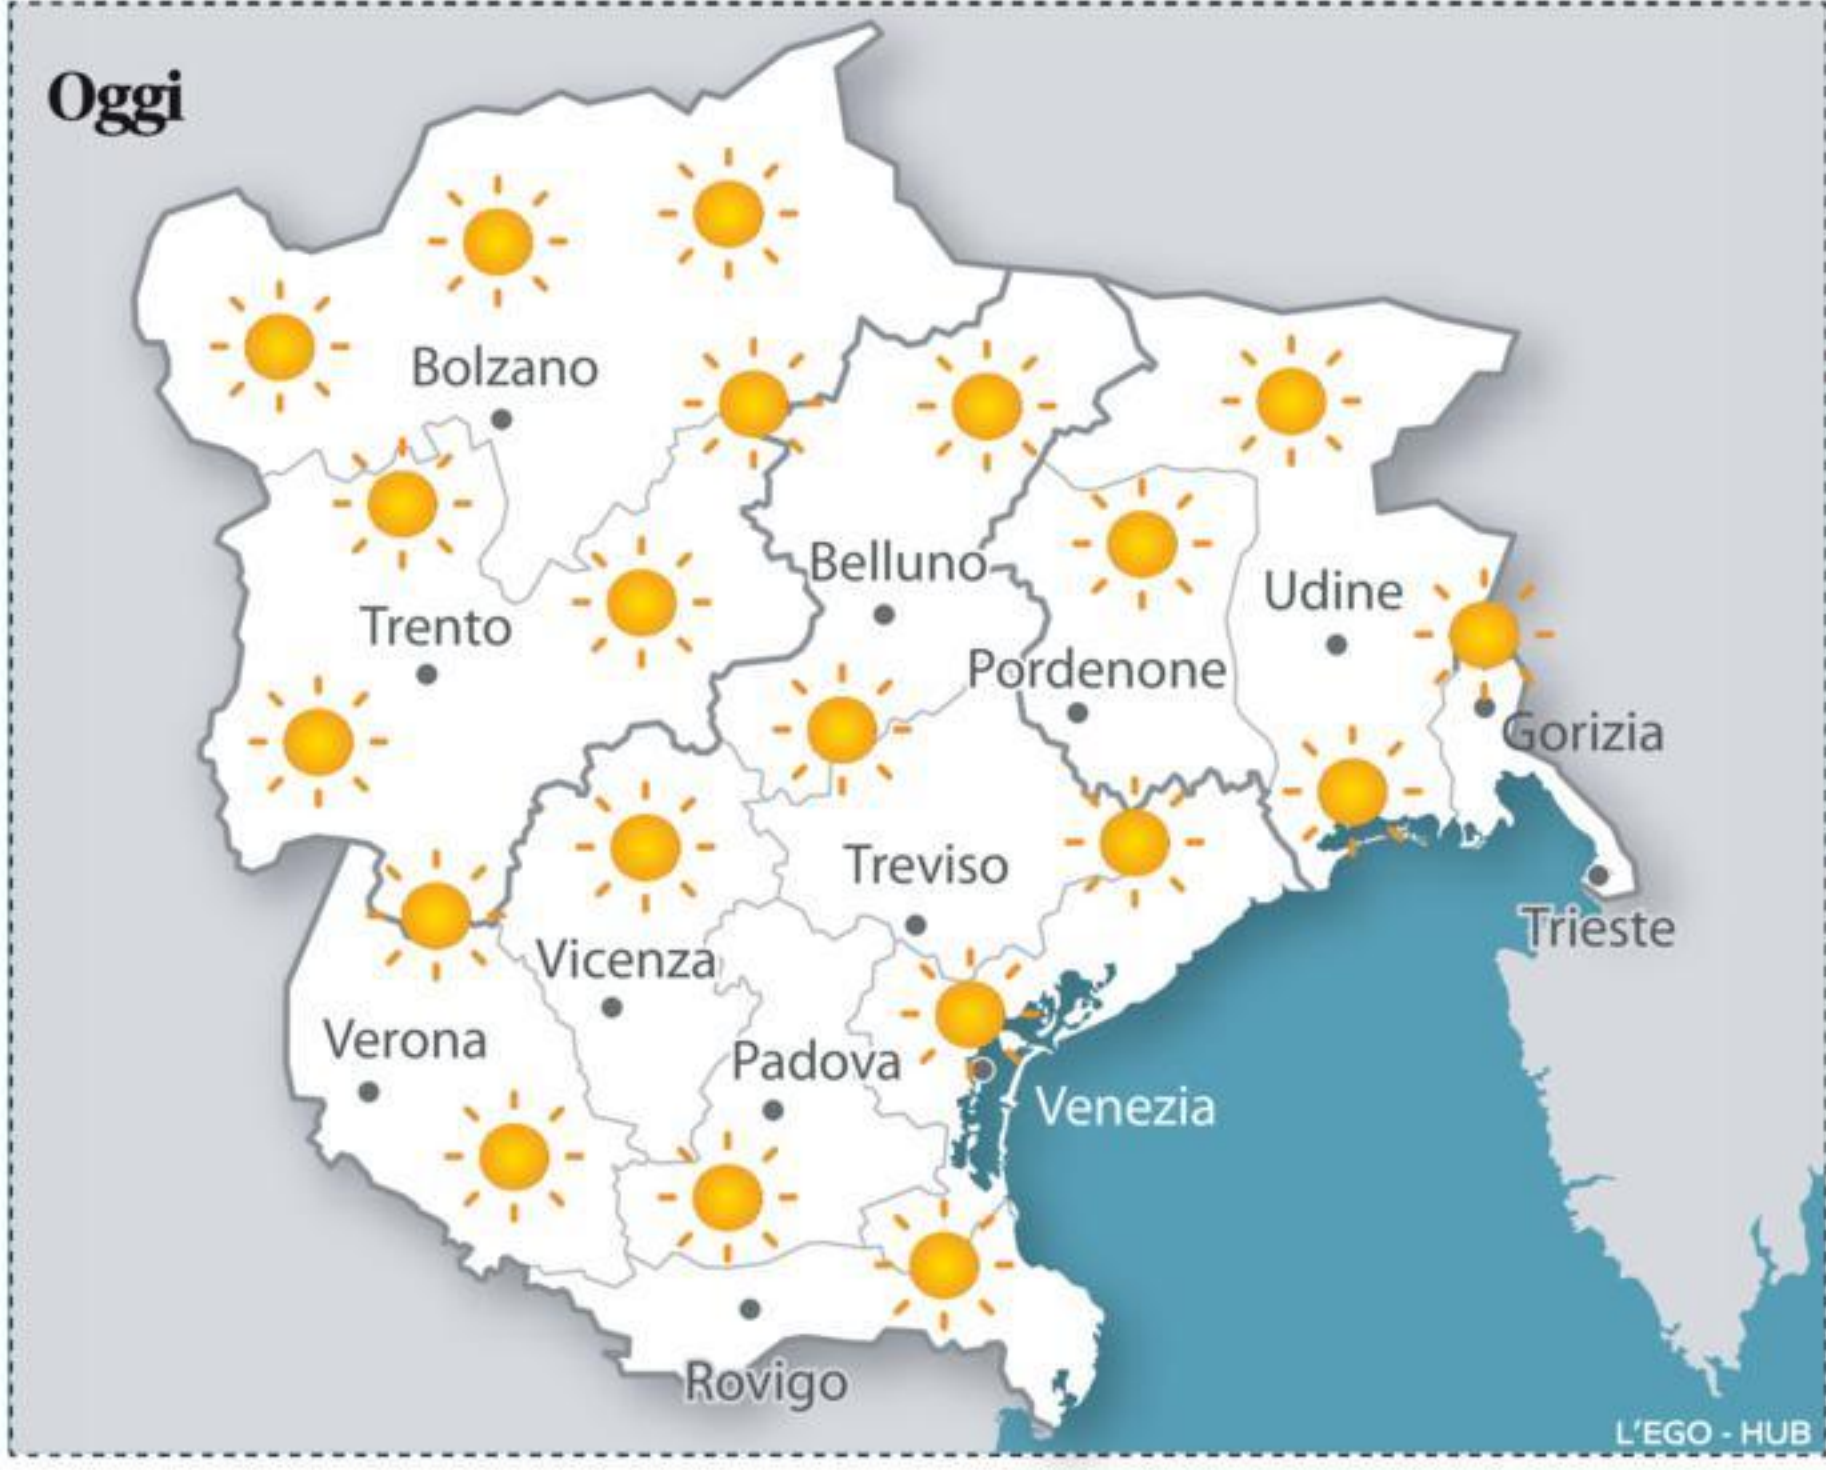 Oggi
Bolzano
Belluno
Udine
Trento
Pordenone
Gorizia
Treviso
Trieste
Vicenza
Verona
Padova
Venezia
Rovigo
L'EGO - HUB